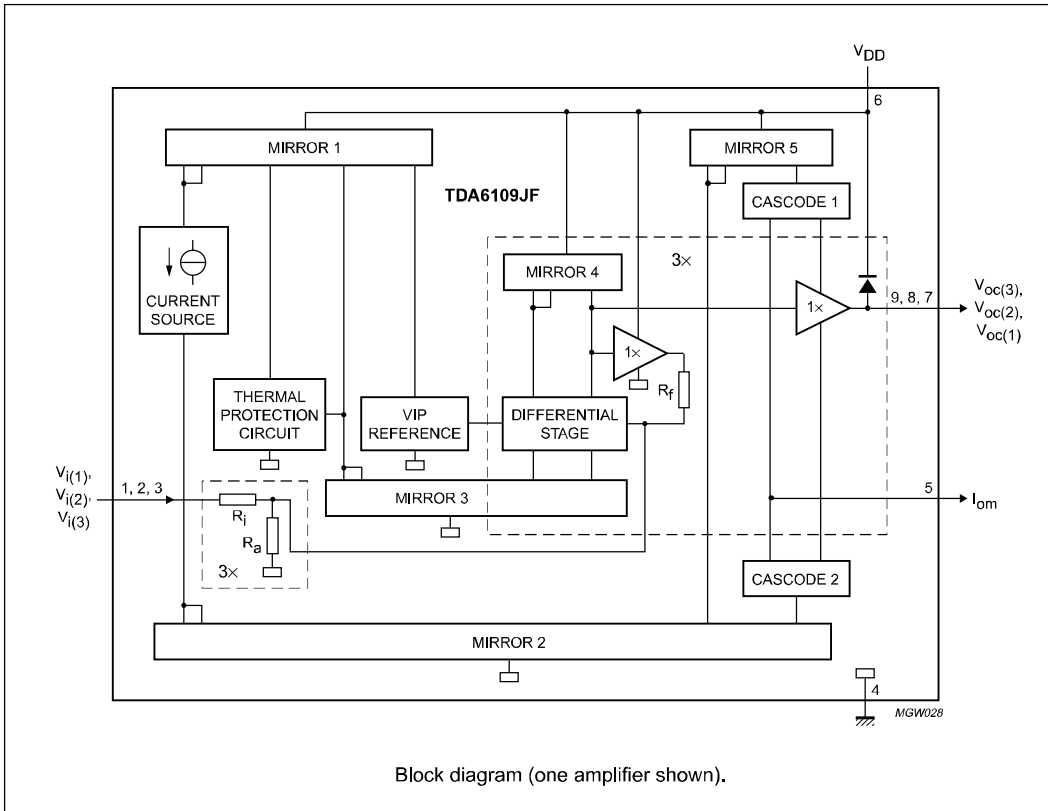 VDD
6
MIRROR 1
MIRROR 5
TDA6109JF
CASCODE 1
3×
MIRROR 4
CURRENT
SOURCE
1×
9, 8, 7
Voc(3),
Voc(2),
Voc(1)
1×
Rf
THERMAL
PROTECTION
CIRCUIT
VIP
REFERENCE
DIFFERENTIAL
STAGE
Vi(1),
Vi(2),
Vi(3)
1, 2, 3
MIRROR 3
5
Iom
Ri
Ra
3×
CASCODE 2
MIRROR 2
4
MGW028
Block diagram (one amplifier shown).